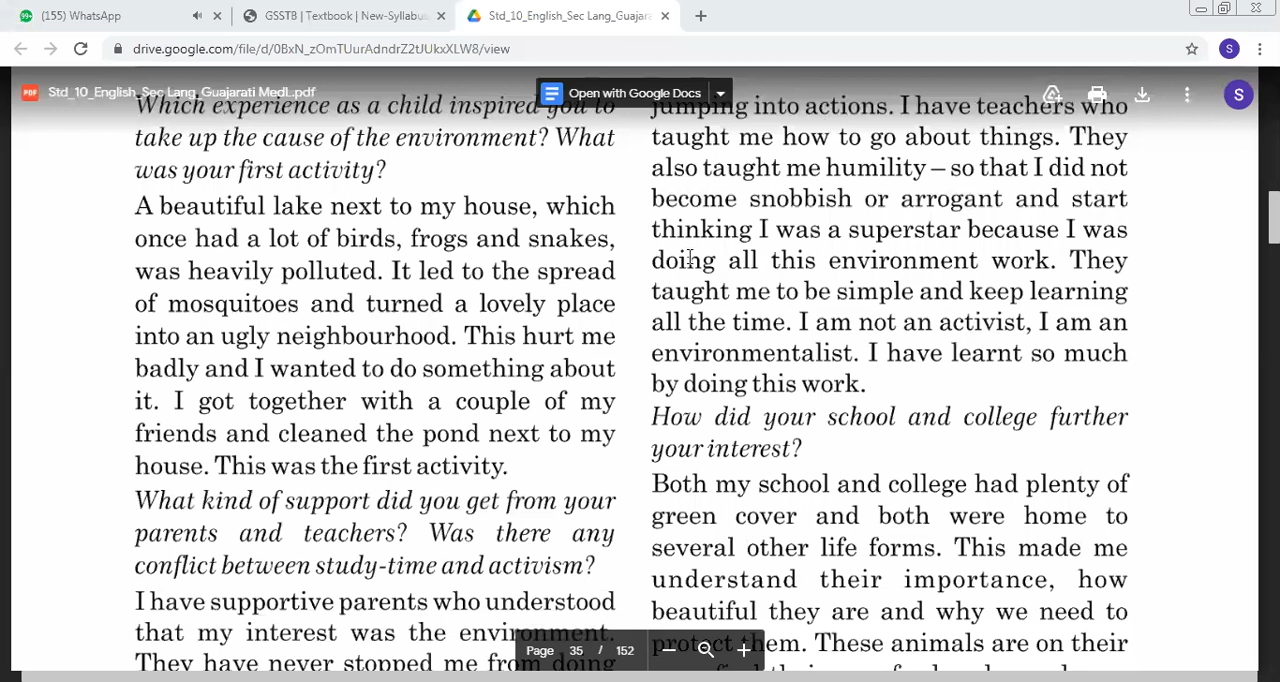 (155) WhatsApp
GSSTB | Textbook | New-Syllabu
Std_10_English_Sec Lang_Guajara
drive.google.com/file/d/0BxN_zOmTUurAdndrZ2tJUkxXLW8/view
S
PDF
Std_10_English_Sec Lang_Guajarati MedL.pdf
Open with Google Docs
S
Which experience as a child inspired you to
take up the cause of the environment? What
was your first activity?
A beautiful lake next to my house, which
once had a lot of birds, frogs and snakes,
was heavily polluted. It led to the spread
of mosquitoes and turned a lovely place
into an ugly neighbourhood. This hurt me
badly and I wanted to do something about
it. I got together with a couple of my
friends and cleaned the pond next to my
house. This was the first activity.
What kind of support did you get from your
parents and teachers? Was there any
conflict between study-time and activism?
I have supportive parents who understood
that my interest was the environment.
They have never stopped me from doing
jumping into actions. I have teachers who
taught me how to go about things. They
also taught me humility – so that I did not
become snobbish or arrogant and start
thinking I was a superstar because I was
doing all this environment work. They
taught me to be simple and keep learning
all the time. I am not an activist, I am an
environmentalist. I have learnt so much
by doing this work.
How did your school and college further
your interest?
Both my school and college had plenty of
green cover and both were home to
several other life forms. This made me
understand their importance, how
beautiful they are and why we need to
protect them. These animals are on their
Page 35 / 152